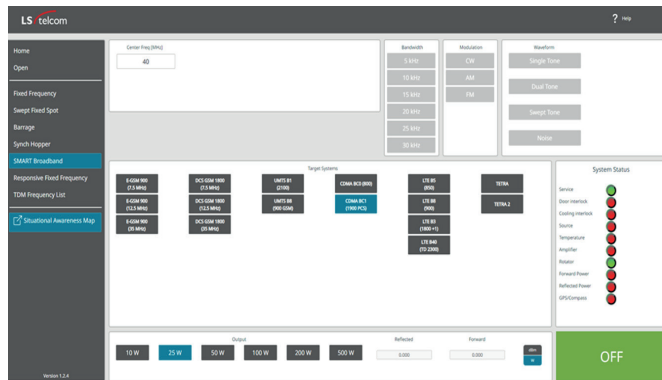 LS telcom
? Help
Home
Open
Fixed Frequency
Swept Fixed Spot
Barrage
Synch Hopper
SMART Broadband
Responsive Fixed Frequency
TDM Frequency List
Situational Awareness Map
Version 1.2.4
Center Freq [MHz]
40
Bandwidth
5 kHz
10 kHz
15 kHz
20 kHz
25 kHz
30 kHz
Modulation
CW
AM
FM
Waveform
Single Tone
Dual Tone
Swept Tone
None
Target Systems
E-GSM 900
(7.5 MHz)
E-GSM 900
(12.5 MHz)
E-GSM 900
(35 MHz)
DCS GSM 1800
(7.5 MHz)
DCS GSM 1800
(12.5 MHz)
DCS GSM 1800
(35 MHz)
UMTS B1
(2100)
UMTS B8
(900 GSM)
CDMA BC0 (800)
CDMA BC1
(1900 PCS)
LTE B5
(850)
LTE B8
(900)
LTE B3
(1800 +)
LTE B40
(TD 2300)
TETRA
TETRA 2
System Status
Service
Door Interlock
Cooling Interlock
Source
Temperature
Amplifier
Rotator
Forward Power
Reflected Power
GPS/Compass
Output
10 W
25 W
50 W
100 W
200 W
500 W
Reflected
0.000
Forward
0.000
dBm
W
OFF